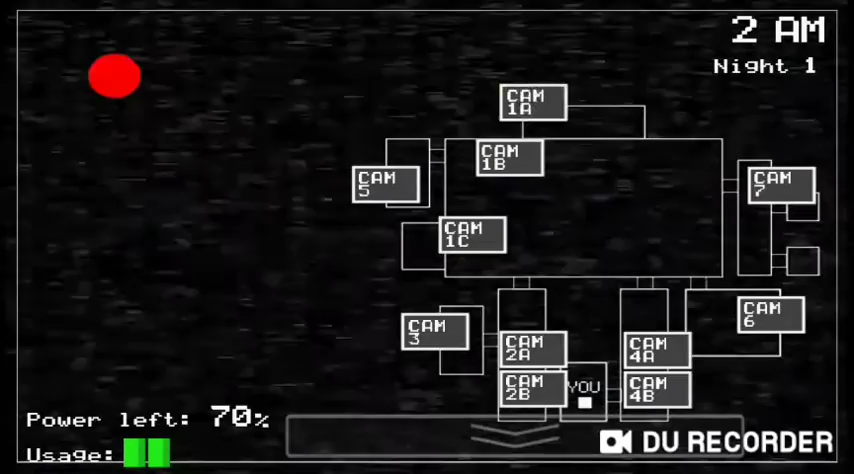 2 AM
Night 1
CAM
1A
CAM
1B
CAM
5
CAM
7
CAM
1C
CAM
6
CAM
3
CAM
2A
CAM
4A
CAM
2B
YOU
CAM
4B
Power left: 70%
Usage:
DU RECORDER